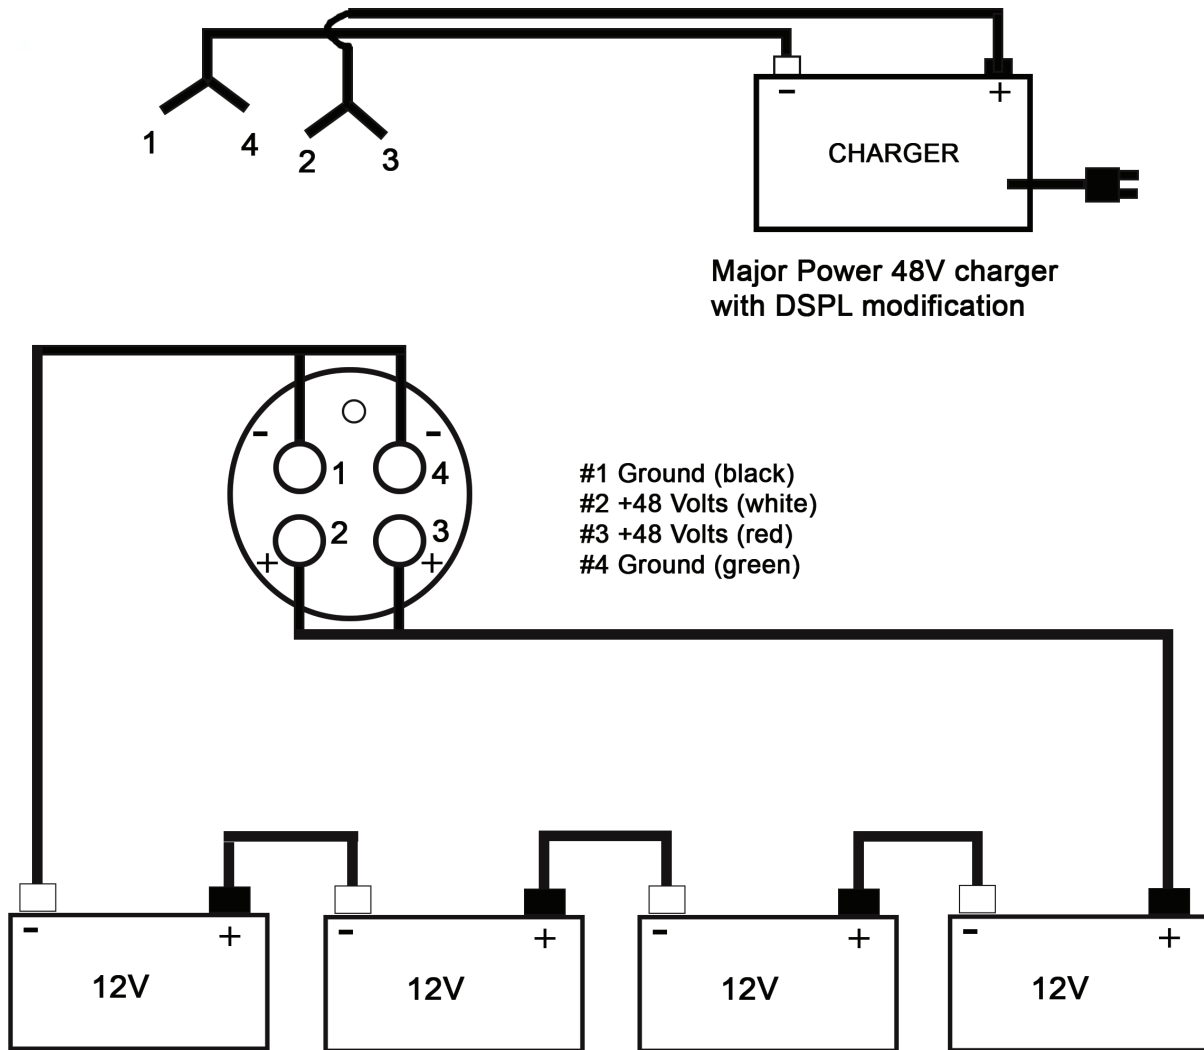 - +
CHARGER
1 4 2 3
Major Power 48V charger
with DSPL modification
- -
1 4
2 3
+ +
#1 Ground (black)
#2 +48 Volts (white)
#3 +48 Volts (red)
#4 Ground (green)
- + - + - + - +
12V 12V 12V 12V